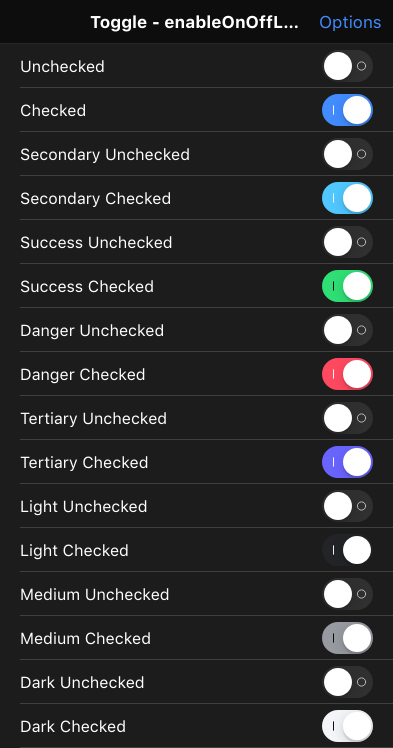 Toggle - enableOnOffL... Options
Unchecked
Checked
Secondary Unchecked
Secondary Checked
Success Unchecked
Success Checked
Danger Unchecked
Danger Checked
Tertiary Unchecked
Tertiary Checked
Light Unchecked
Light Checked
Medium Unchecked
Medium Checked
Dark Unchecked
Dark Checked